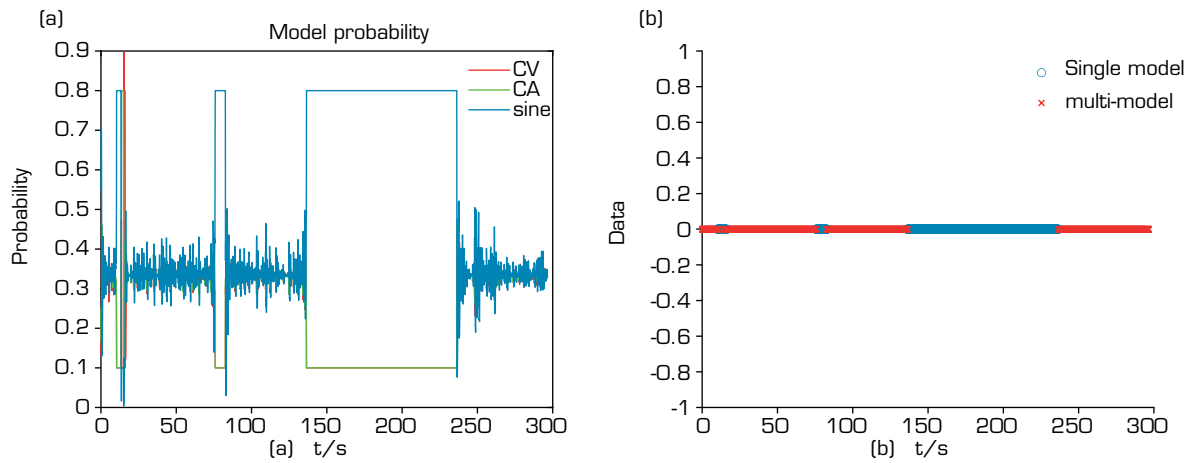 (a)
Model probability
0.9
0.8
0.7
0.6
0.5
0.4
0.3
0.2
0.1
0
Probability
CV
CA
sine
0 50 100 150 200 250 300
(a) t/s
(b)
1
0.8
0.6
0.4
0.2
0
-0.2
-0.4
-0.6
-0.8
-1
Data
Single model
multi-model
0 50 100 150 200 250 300
(b) t/s